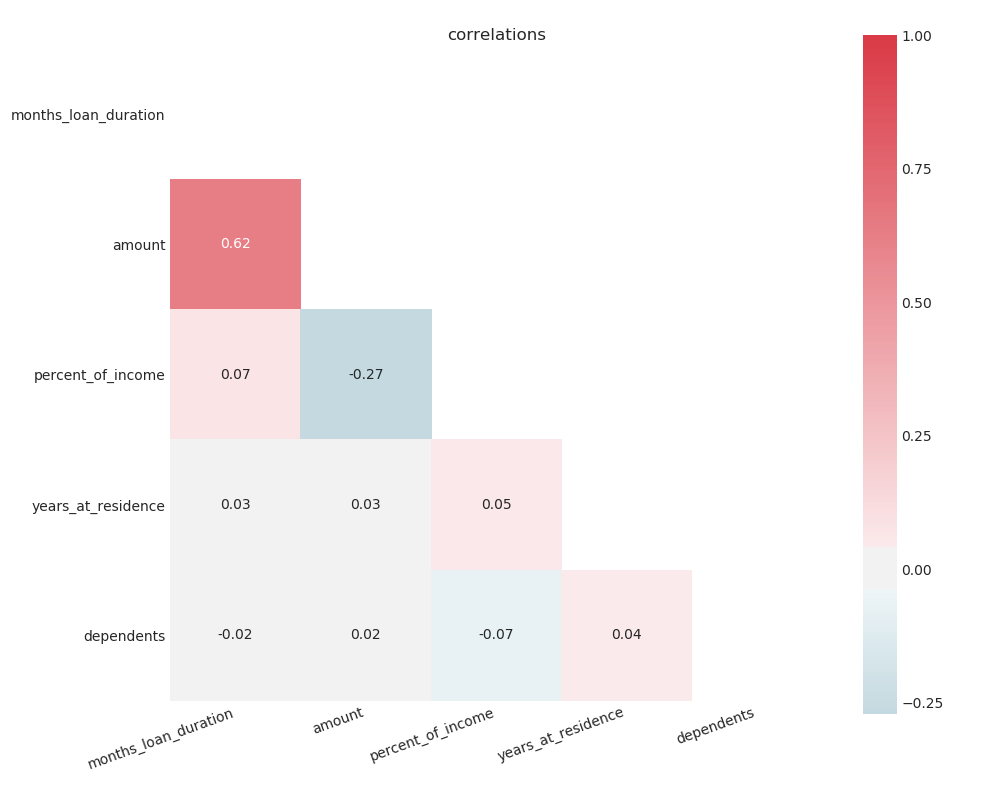 correlations
months_loan_duration
amount
percent_of_income
years_at_residence
dependents
0.62
0.07 -0.27
0.03 0.03 0.05
-0.02 0.02 -0.07 0.04
months_loan_duration
amount
percent_of_income
years_at_residence
dependents
1.00
0.75
0.50
0.25
0.00
−0.25